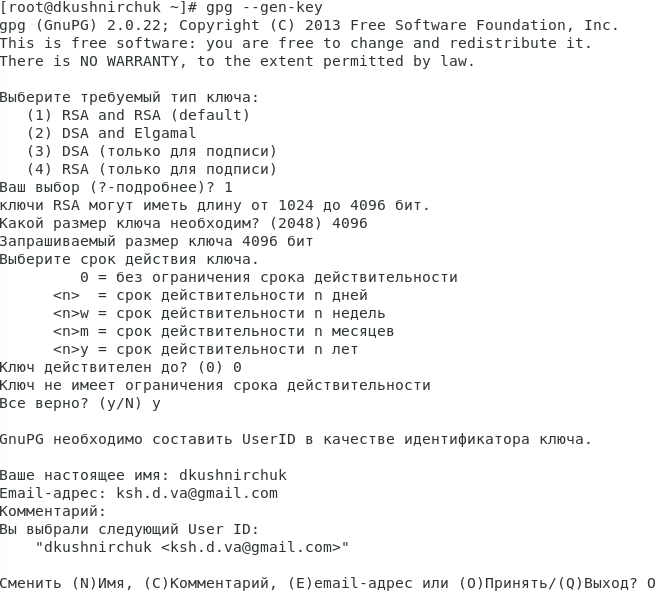 [root@dkushnirchuk ~]# gpg --gen-key
gpg (GnuPG) 2.0.22; Copyright (C) 2013 Free Software Foundation, Inc.
This is free software: you are free to change and redistribute it.
There is NO WARRANTY, to the extent permitted by law.

Выберите требуемый тип ключа:
   (1) RSA and RSA (default)
   (2) DSA and Elgamal
   (3) DSA (только для подписи)
   (4) RSA (только для подписи)
Ваш выбор (?-подробнее)? 1
ключи RSA могут иметь длину от 1024 до 4096 бит.
Какой размер ключа необходим? (2048) 4096
Запрашиваемый размер ключа 4096 бит
Выберите срок действия ключа.
         0 = без ограничения срока действительности
      <n>  = срок действительности n дней
      <n>w = срок действительности n недель
      <n>m = срок действительности n месяцев
      <n>y = срок действительности n лет
Ключ действителен до? (0) 0
Ключ не имеет ограничения срока действительности
Все верно? (y/N) y

GnuPG необходимо составить UserID в качестве идентификатора ключа.

Ваше настоящее имя: dkushnirchuk
Email-адрес: ksh.d.va@gmail.com
Комментарий:
Вы выбрали следующий User ID:
    "dkushnirchuk <ksh.d.va@gmail.com>"

Сменить (N)Имя, (C)Комментарий, (E)email-адрес или (O)Принять/(Q)Выход? O